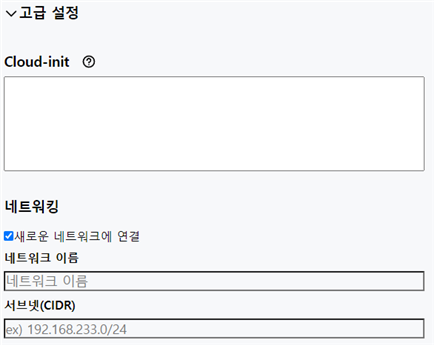 고급 설정
Cloud-init
네트워킹
새로운 네트워크에 연결
네트워크 이름
네트워크 이름
서브넷(CIDR)
ex) 192.168.233.0/24